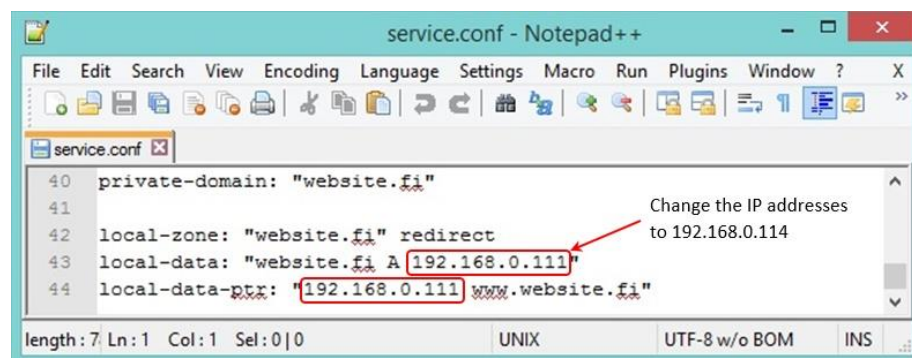 service.conf - Notepad++
File Edit Search View Encoding Language Settings Macro Run Plugins Window ? X
service.conf
40 private-domain: "website.fi"
41
42 local-zone: "website.fi" redirect
43 local-data: "website.fi A 192.168.0.111"
44 local-data-ptr: "192.168.0.111 www.website.fi"
Change the IP addresses
to 192.168.0.114
length : 7 Ln : 1 Col : 1 Sel : 0 | 0 UNIX UTF-8 w/o BOM INS